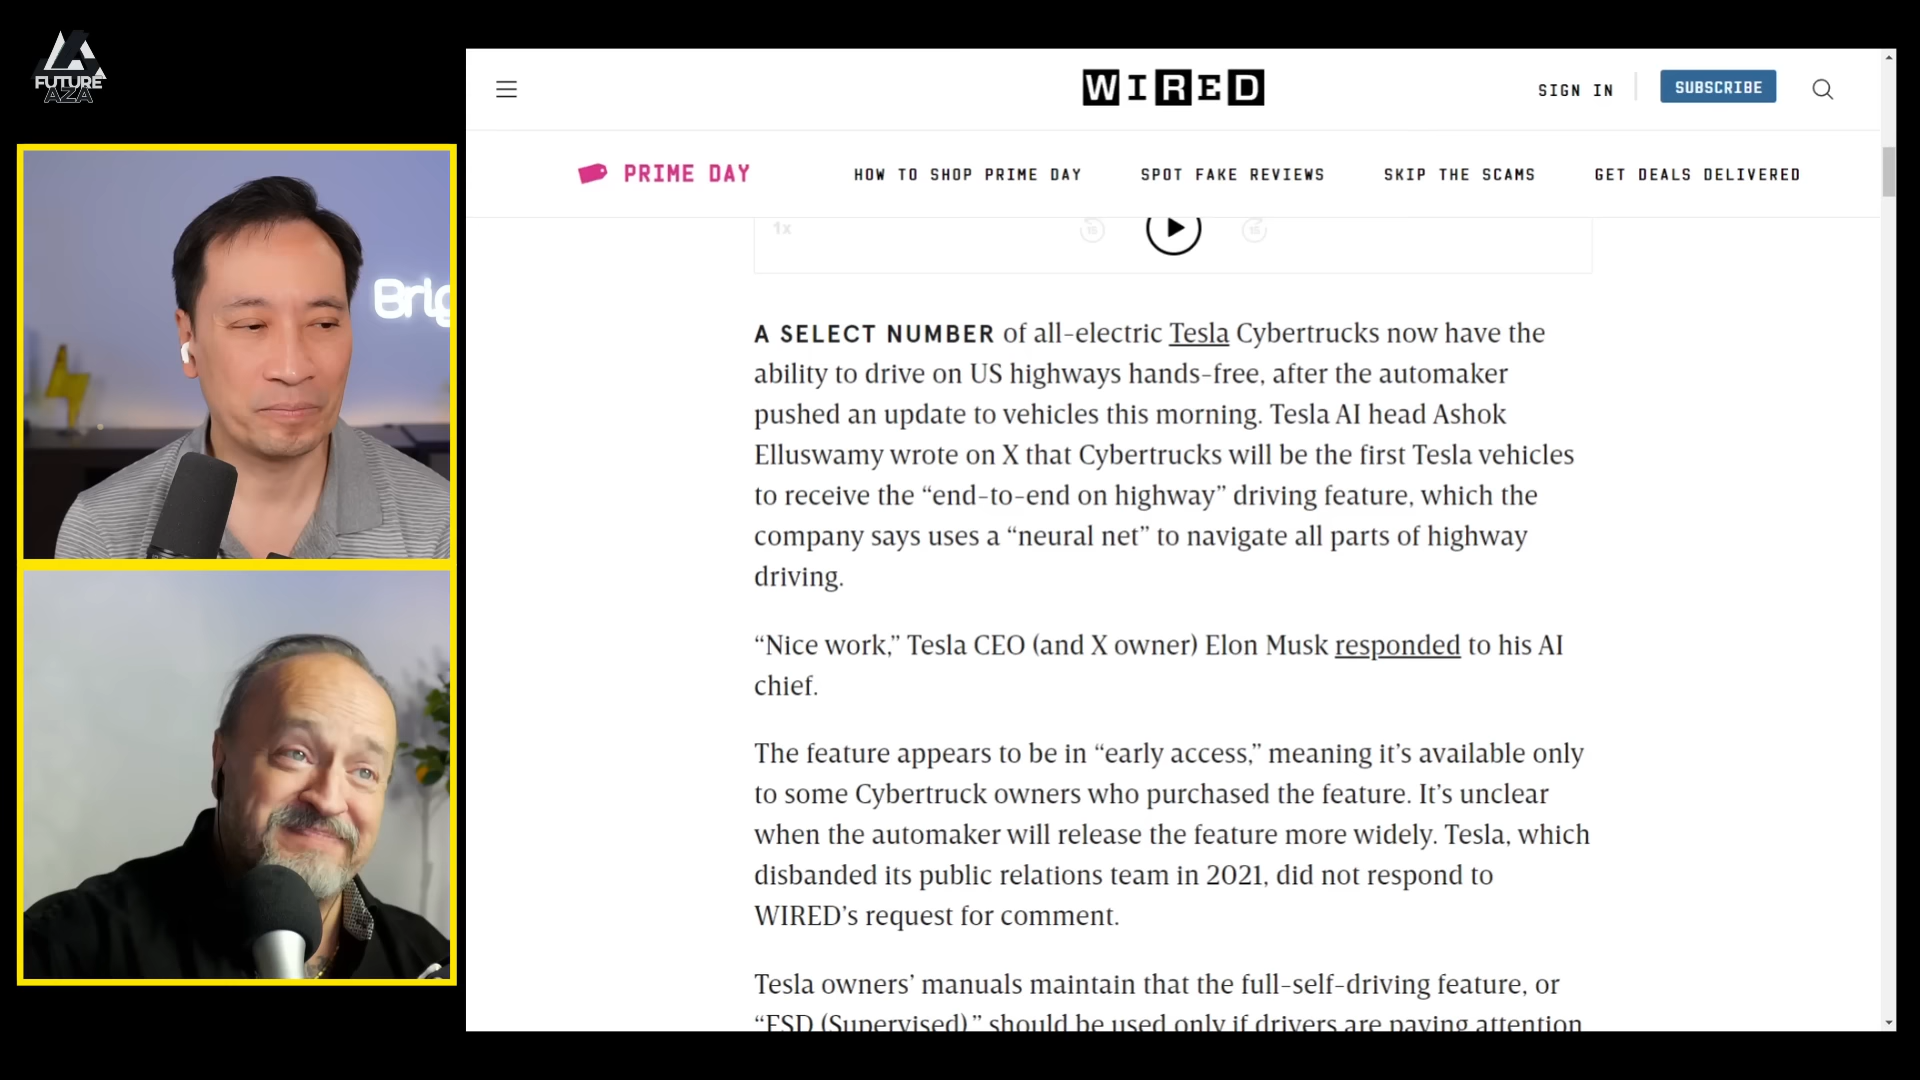 FUTURE
AZA
Brig
WIRED
SIGN IN
SUBSCRIBE
PRIME DAY
HOW TO SHOP PRIME DAY
SPOT FAKE REVIEWS
SKIP THE SCAMS
GET DEALS DELIVERED
1x
15
15
A SELECT NUMBER of all-electric Tesla Cybertrucks now have the
ability to drive on US highways hands-free, after the automaker
pushed an update to vehicles this morning. Tesla AI head Ashok
Elluswamy wrote on X that Cybertrucks will be the first Tesla vehicles
to receive the “end-to-end on highway” driving feature, which the
company says uses a “neural net” to navigate all parts of highway
driving.
“Nice work,” Tesla CEO (and X owner) Elon Musk responded to his AI
chief.
The feature appears to be in “early access,” meaning it’s available only
to some Cybertruck owners who purchased the feature. It’s unclear
when the automaker will release the feature more widely. Tesla, which
disbanded its public relations team in 2021, did not respond to
WIRED’s request for comment.
Tesla owners’ manuals maintain that the full-self-driving feature, or
“FSD (Supervised),” should be used only if drivers are paying attention